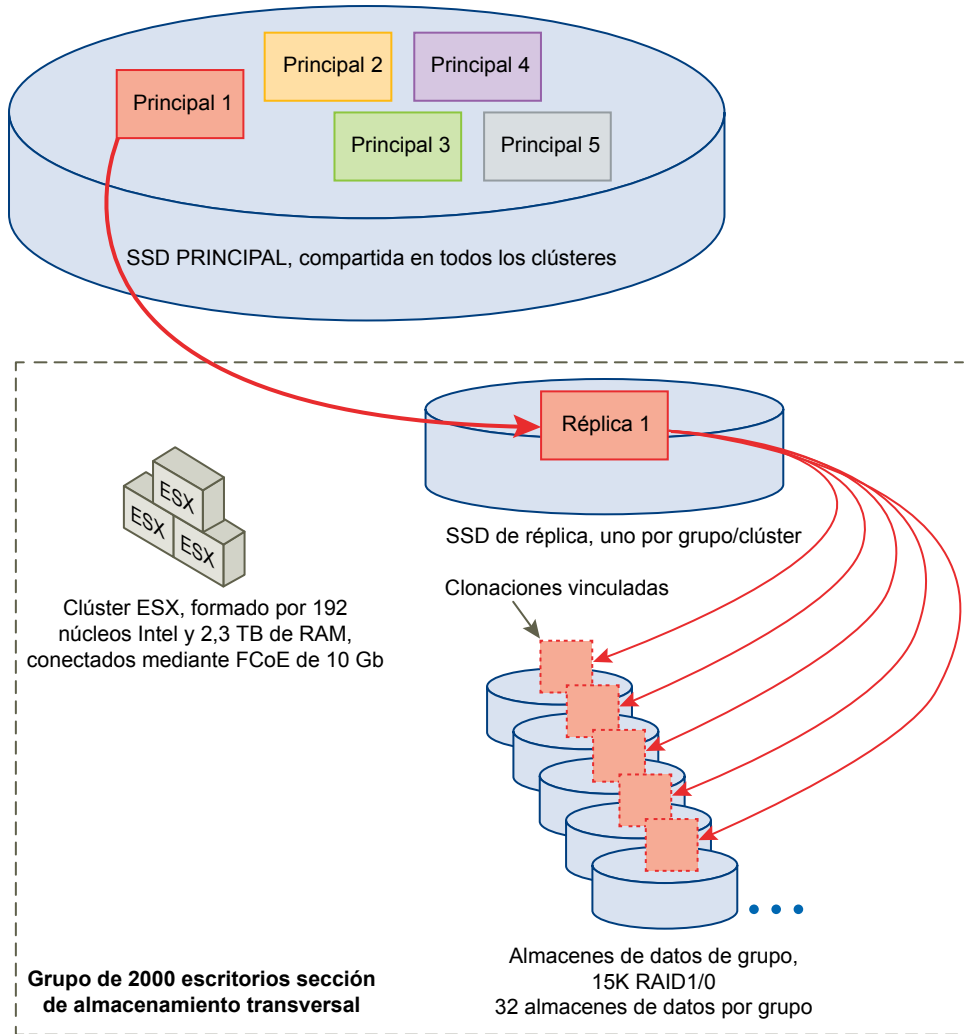 Principal 1
Principal 2
Principal 4
Principal 3
Principal 5
SSD PRINCIPAL, compartida en todos los clústeres
Réplica 1
SSD de réplica, uno por grupo/clúster
ESX
ESX
ESX
Clúster ESX, formado por 192
núcleos Intel y 2,3 TB de RAM,
conectados mediante FCoE de 10 Gb
Clonaciones vinculadas
Almacenes de datos de grupo,
15K RAID1/0
32 almacenes de datos por grupo
Grupo de 2000 escritorios sección
de almacenamiento transversal